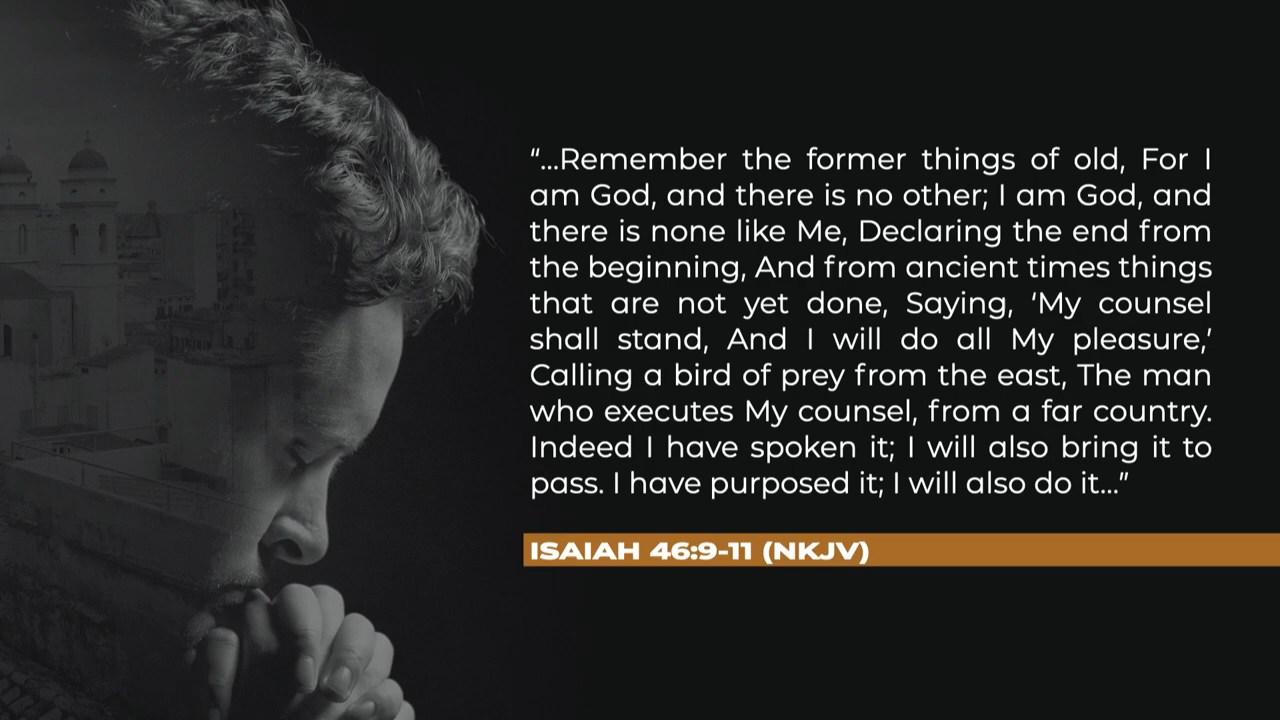 “...Remember the former things of old, For I
am God, and there is no other; I am God, and
there is none like Me, Declaring the end from
the beginning, And from ancient times things
that are not yet done, Saying, ‘My counsel
shall stand, And I will do all My pleasure,’
Calling a bird of prey from the east, The man
who executes My counsel, from a far country.
Indeed I have spoken it; I will also bring it to
pass. I have purposed it; I will also do it...”
ISAIAH 46:9-11 (NKJV)